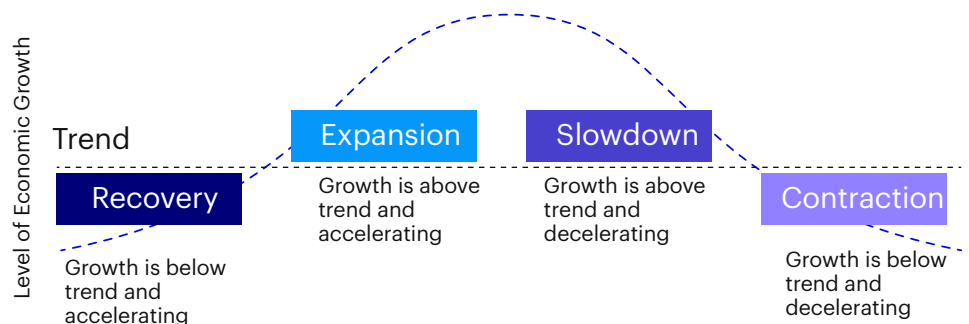 Level of Economic Growth
Trend
Recovery
Growth is below
trend and
accelerating
Expansion
Growth is above
trend and
accelerating
Slowdown
Growth is above
trend and
decelerating
Contraction
Growth is below
trend and
decelerating